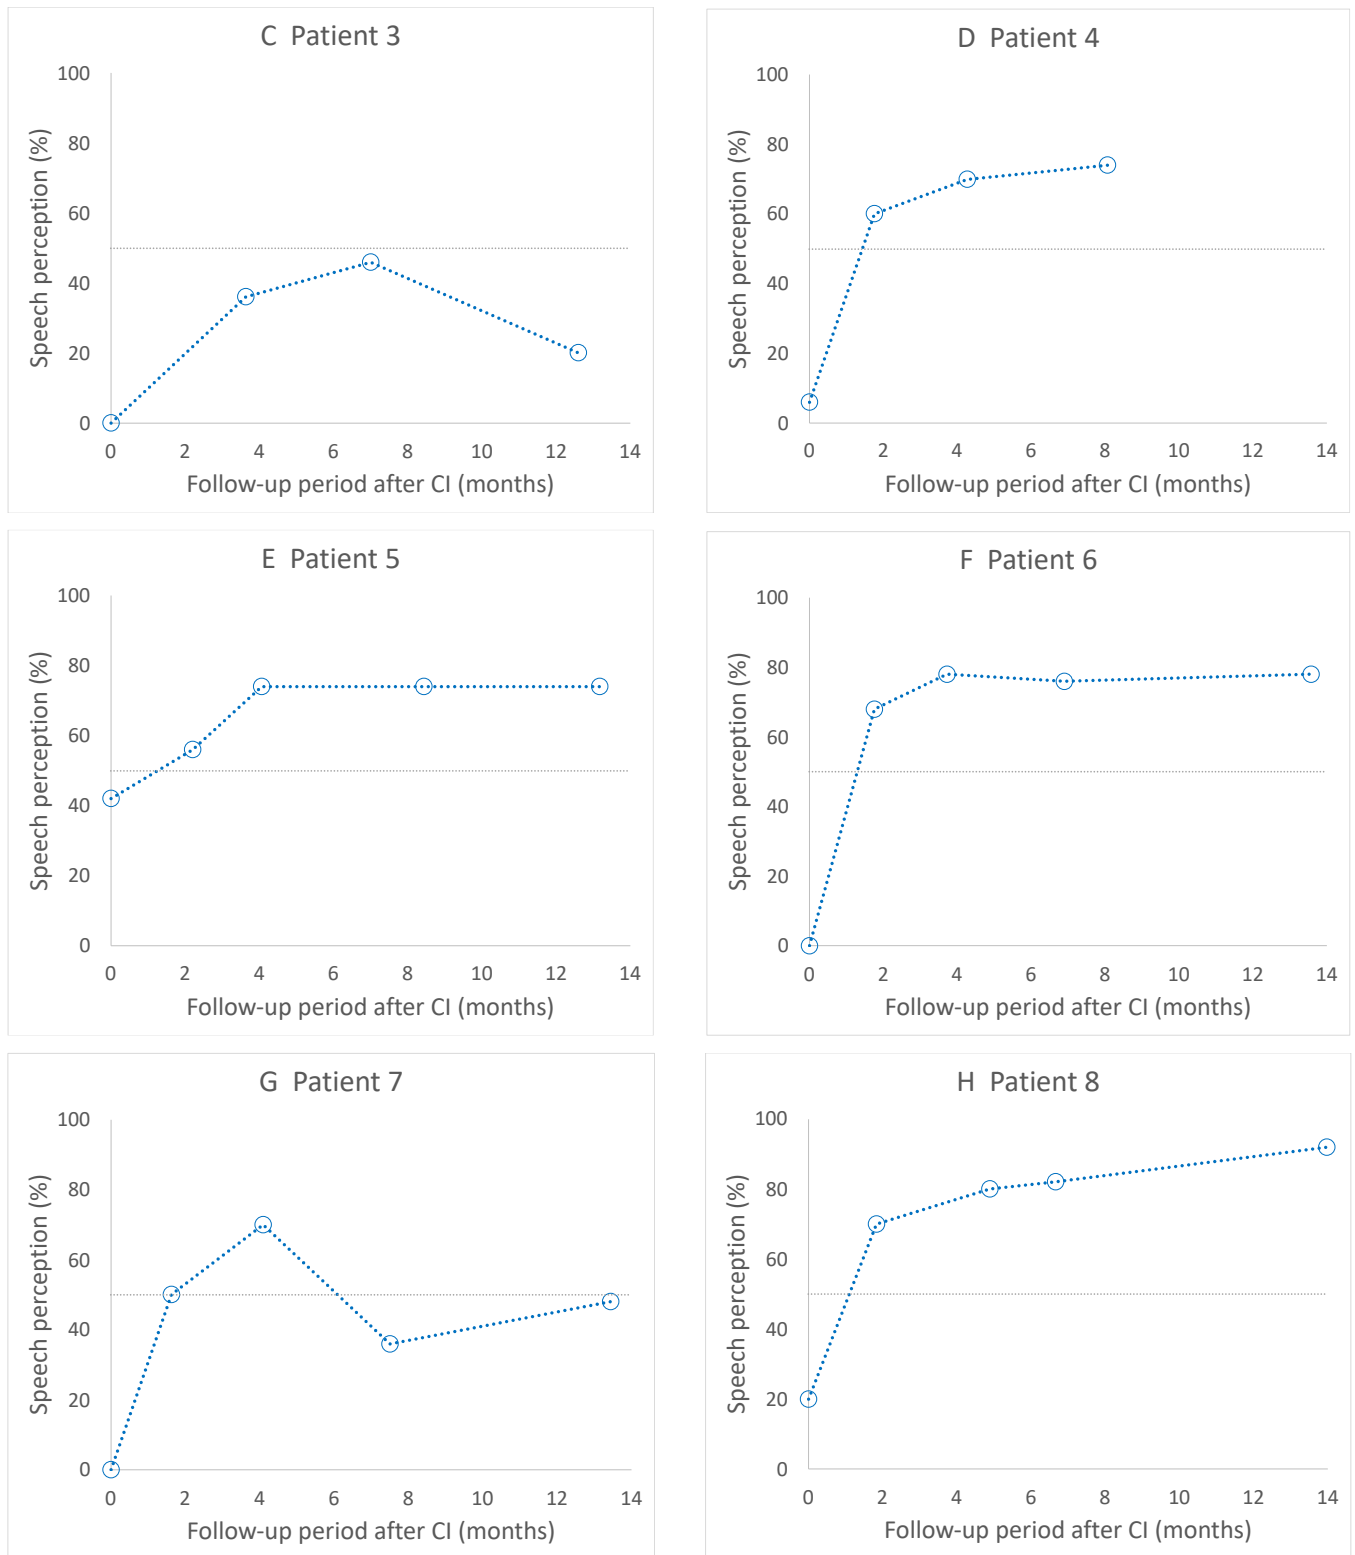 C  Patient 3
100
80
60
40
20
0
Speech perception (%)
0 2 4 6 8 10 12 14
Follow-up period after CI (months)
D  Patient 4
100
80
60
40
20
0
Speech perception (%)
0 2 4 6 8 10 12 14
Follow-up period after CI (months)
E  Patient 5
100
80
60
40
20
0
Speech perception (%)
0 2 4 6 8 10 12 14
Follow-up period after CI (months)
F  Patient 6
100
80
60
40
20
0
Speech perception (%)
0 2 4 6 8 10 12 14
Follow-up period after CI (months)
G  Patient 7
100
80
60
40
20
0
Speech perception (%)
0 2 4 6 8 10 12 14
Follow-up period after CI (months)
H  Patient 8
100
80
60
40
20
0
Speech perception (%)
0 2 4 6 8 10 12 14
Follow-up period after CI (months)